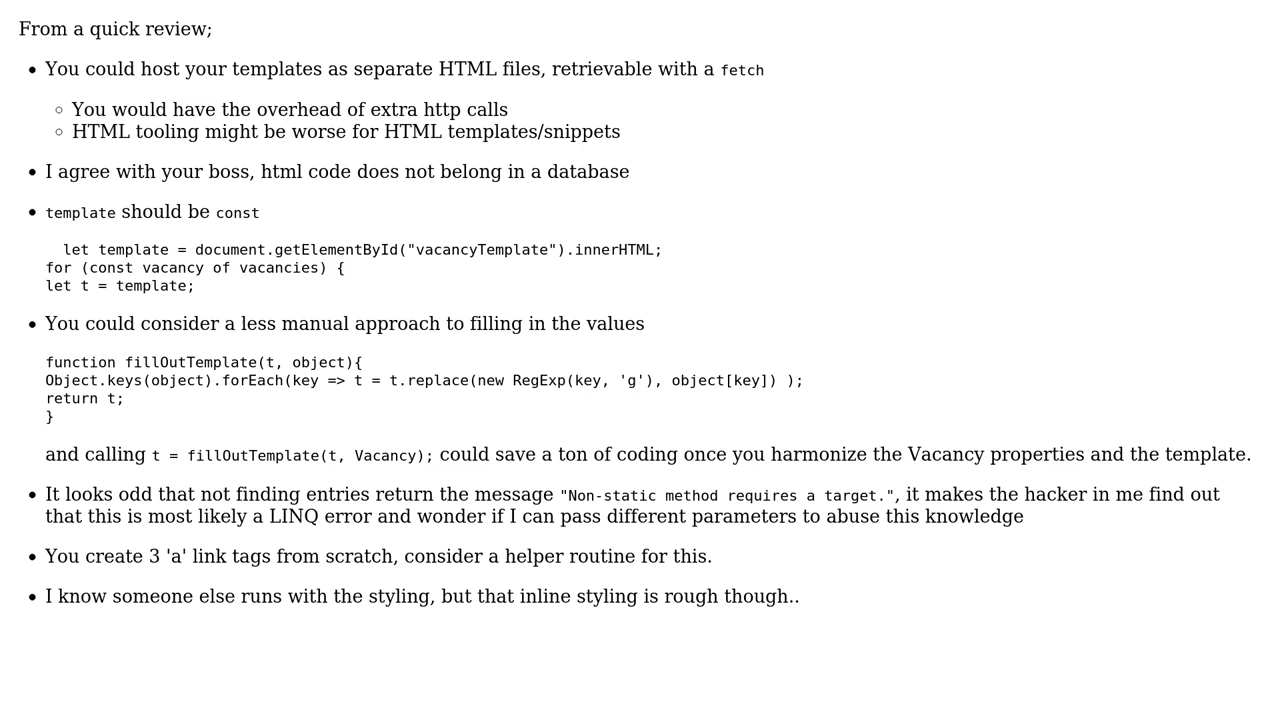 From a quick review;
• You could host your templates as separate HTML files, retrievable with a fetch
◦ You would have the overhead of extra http calls
◦ HTML tooling might be worse for HTML templates/snippets
• I agree with your boss, html code does not belong in a database
• template should be const
let template = document.getElementById("vacancyTemplate").innerHTML;
for (const vacancy of vacancies) {
let t = template;
• You could consider a less manual approach to filling in the values
function fillOutTemplate(t, object){
Object.keys(object).forEach(key => t = t.replace(new RegExp(key, 'g'), object[key]) );
return t;
}
and calling t = fillOutTemplate(t, Vacancy); could save a ton of coding once you harmonize the Vacancy properties and the template.
• It looks odd that not finding entries return the message "Non-static method requires a target.", it makes the hacker in me find out
that this is most likely a LINQ error and wonder if I can pass different parameters to abuse this knowledge
• You create 3 'a' link tags from scratch, consider a helper routine for this.
• I know someone else runs with the styling, but that inline styling is rough though..